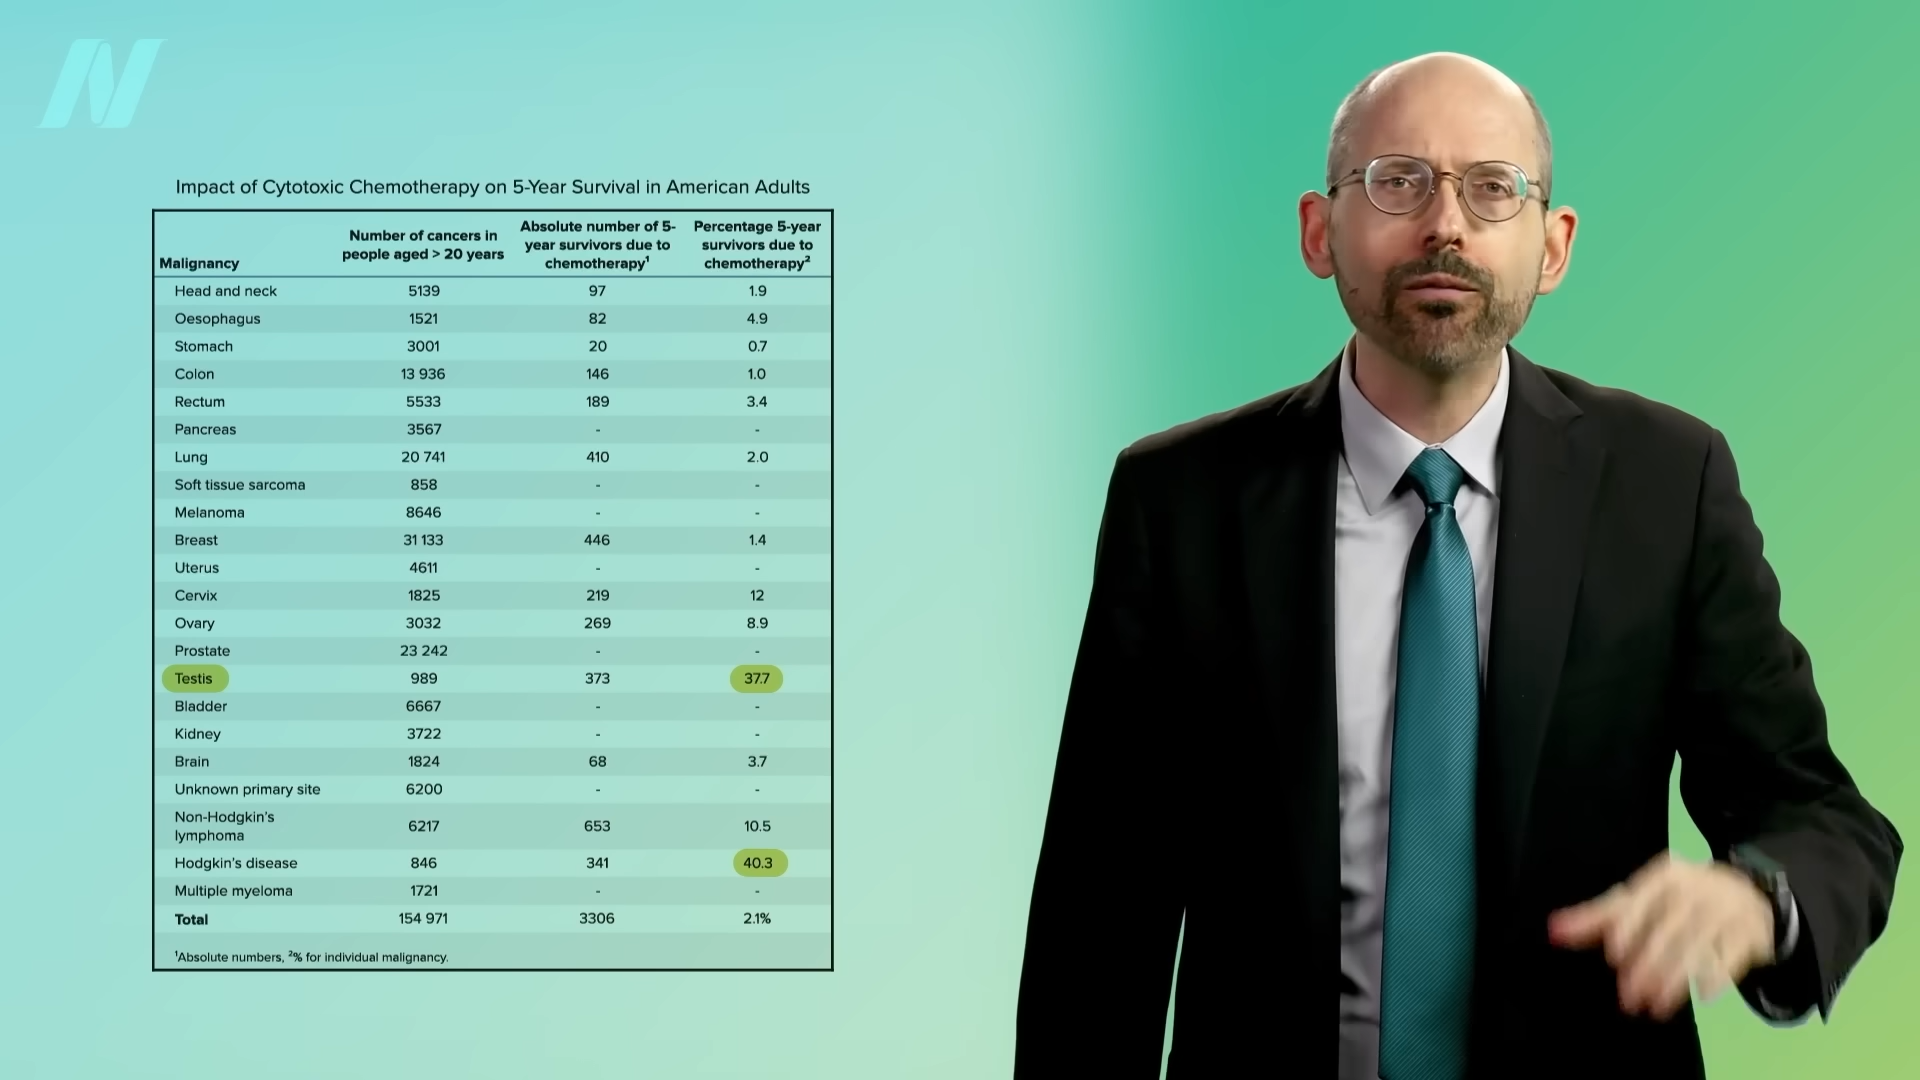 Impact of Cytotoxic Chemotherapy on 5-Year Survival in American Adults
Malignancy Number of cancers in people aged > 20 years Absolute number of 5-year survivors due to chemotherapy¹ Percentage 5-year survivors due to chemotherapy²
Head and neck 5139 97 1.9
Oesophagus 1521 82 4.9
Stomach 3001 20 0.7
Colon 13 936 146 1.0
Rectum 5533 189 3.4
Pancreas 3567 - -
Lung 20 741 410 2.0
Soft tissue sarcoma 858 - -
Melanoma 8646 - -
Breast 31 133 446 1.4
Uterus 4611 - -
Cervix 1825 219 12
Ovary 3032 269 8.9
Prostate 23 242 - -
Testis 989 373 37.7
Bladder 6667 - -
Kidney 3722 - -
Brain 1824 68 3.7
Unknown primary site 6200 - -
Non-Hodgkin's lymphoma 6217 653 10.5
Hodgkin's disease 846 341 40.3
Multiple myeloma 1721 - -
Total 154 971 3306 2.1%
¹Absolute numbers, ²% for individual malignancy.